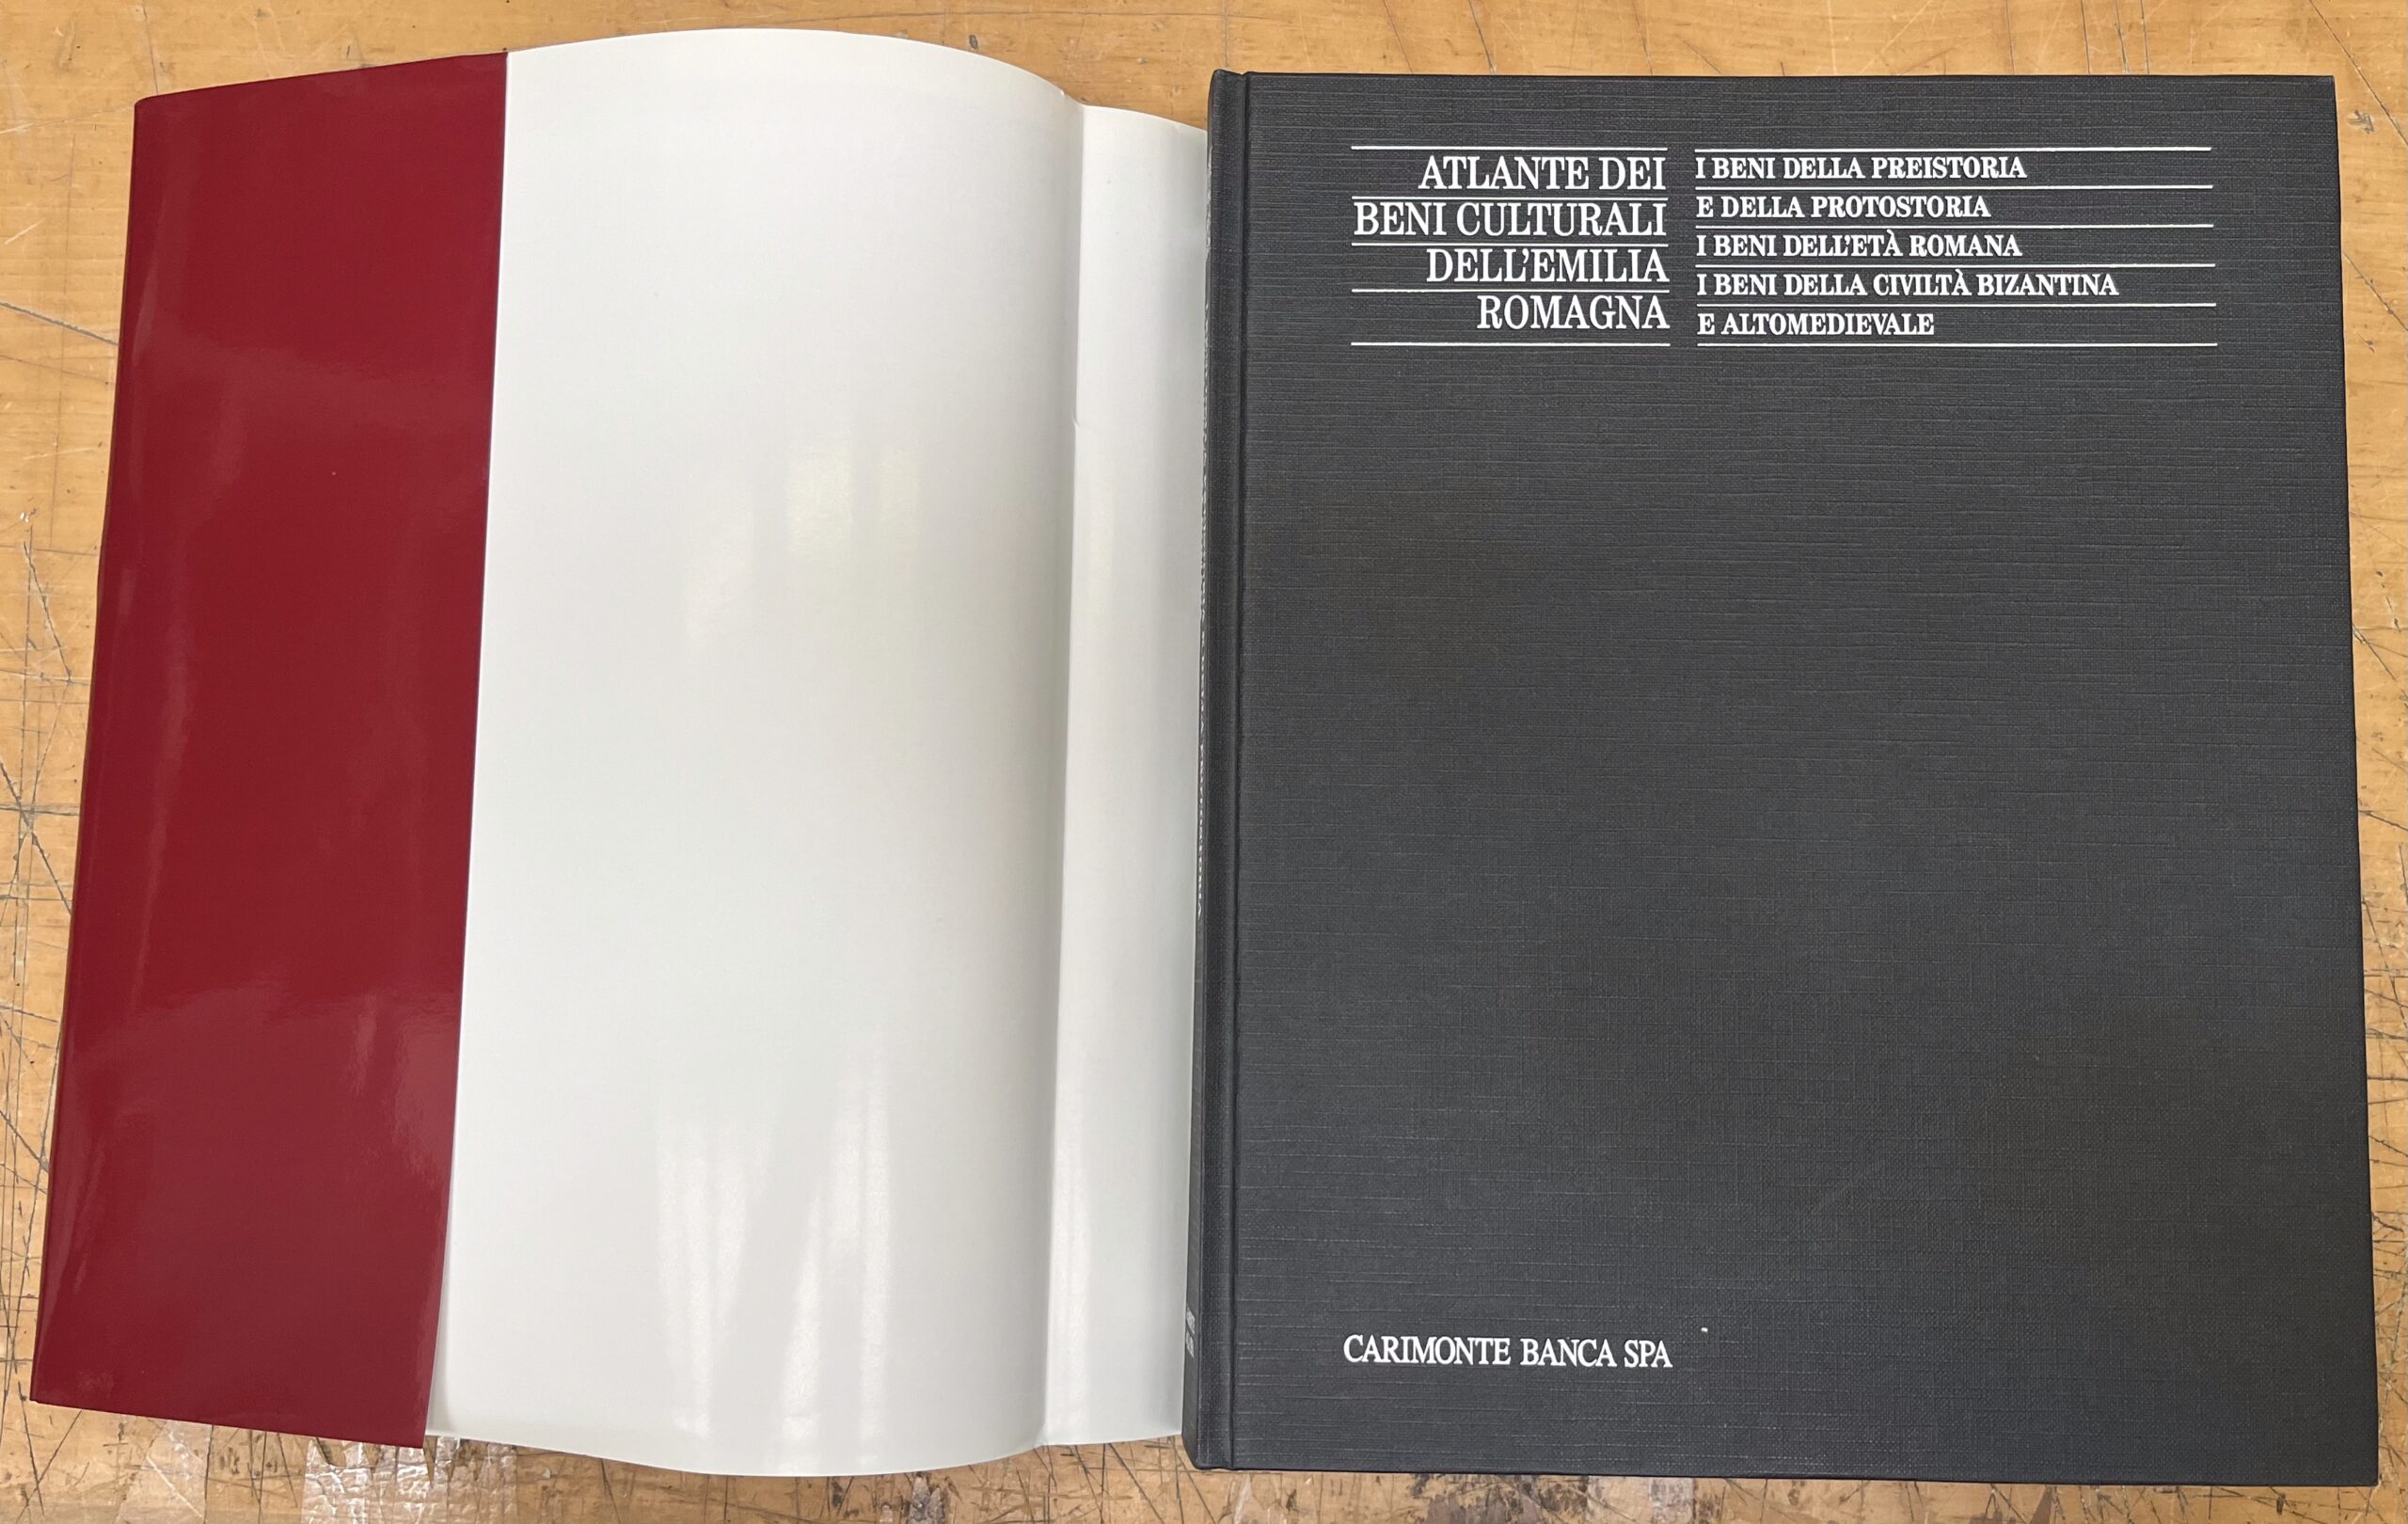 ATLANTE DEI
BENI CULTURALI
DELL'EMILIA
ROMAGNA
I BENI DELLA PREISTORIA
E DELLA PROTOSTORIA
I BENI DELL'ETÀ ROMANA
I BENI DELLA CIVILTÀ BIZANTINA
E ALTOMEDIEVALE
CARIMONTE BANCA SPA